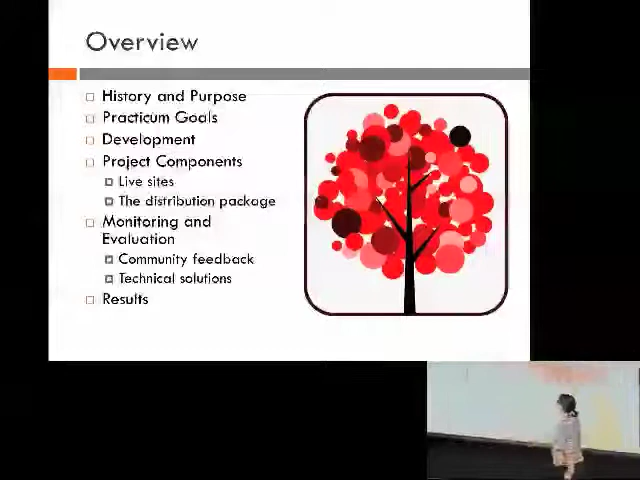 Overview
History and Purpose
Practicum Goals
Development
Project Components
Live sites
The distribution package
Monitoring and
Evaluation
Community feedback
Technical solutions
Results